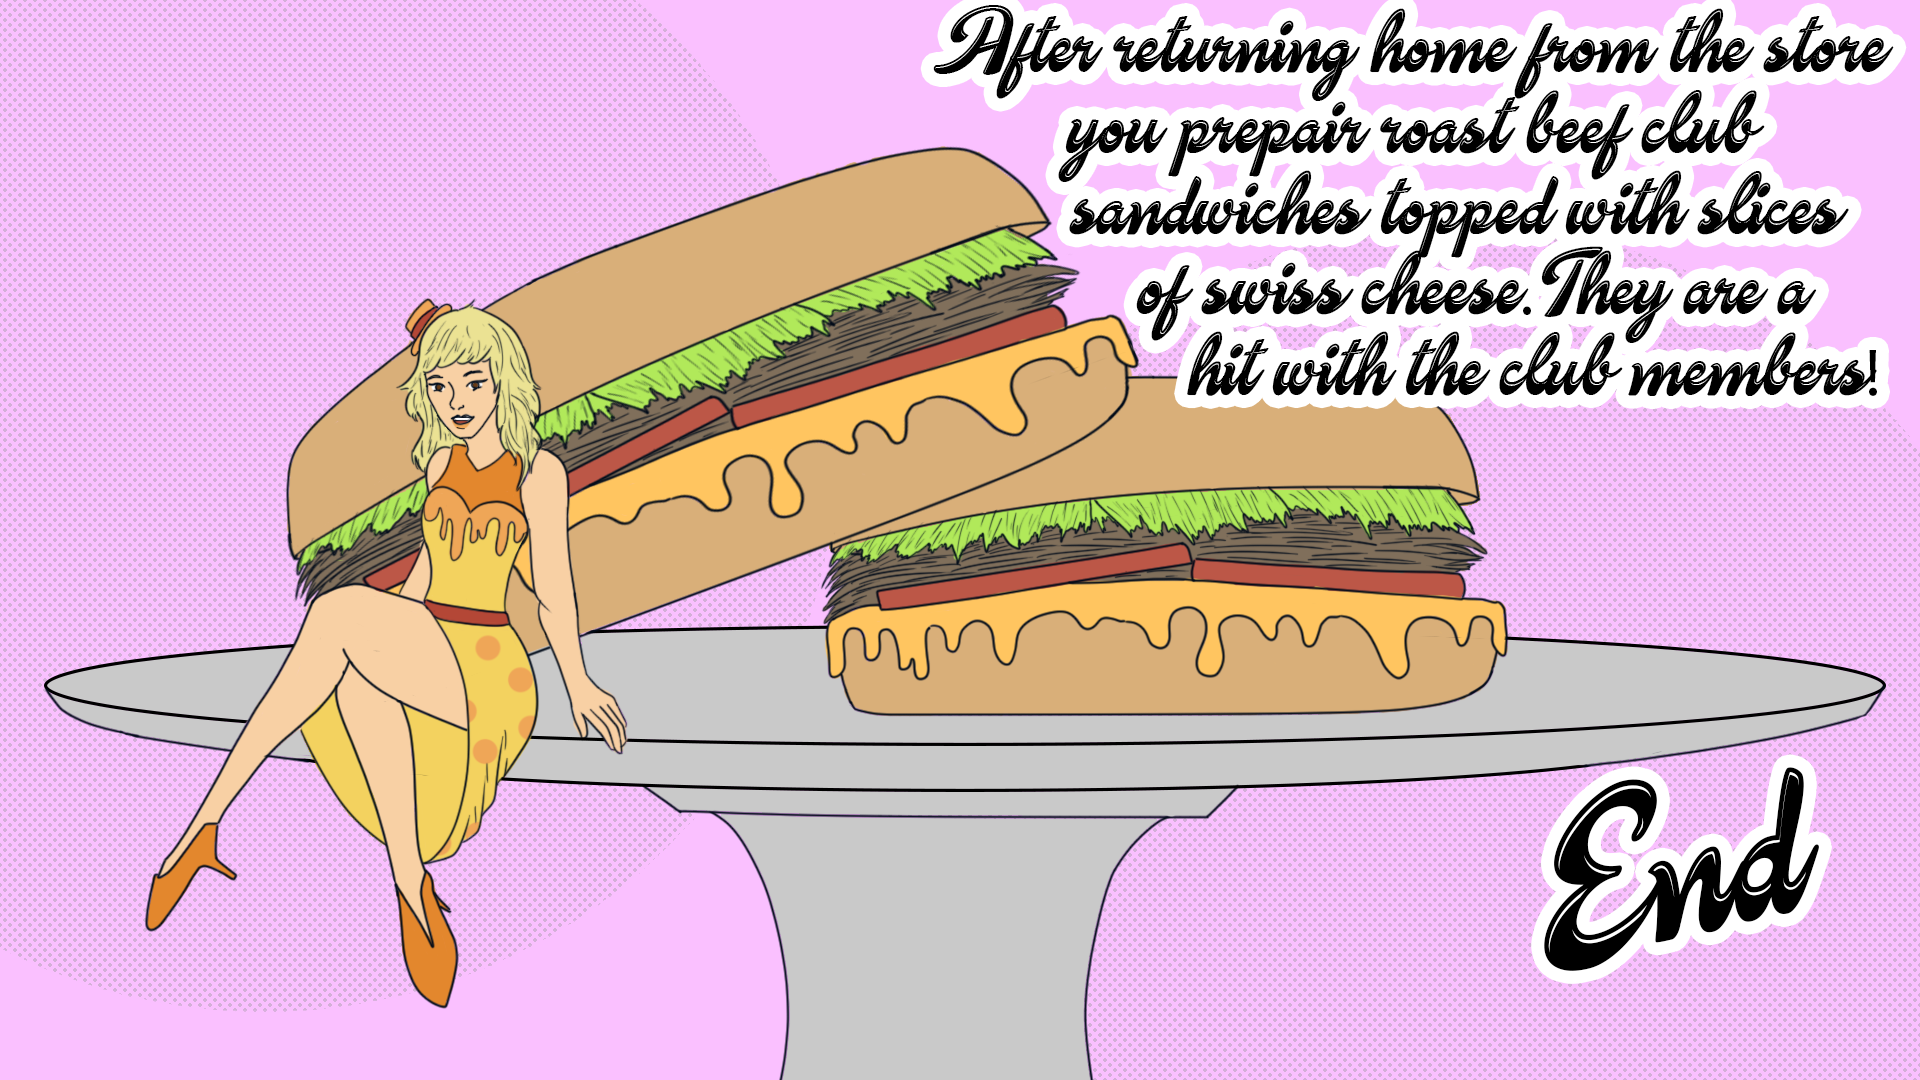 After returning home from the store
you prepair roast beef club
sandwiches topped with slices
of swiss cheese. They are a
hit with the club members!
End